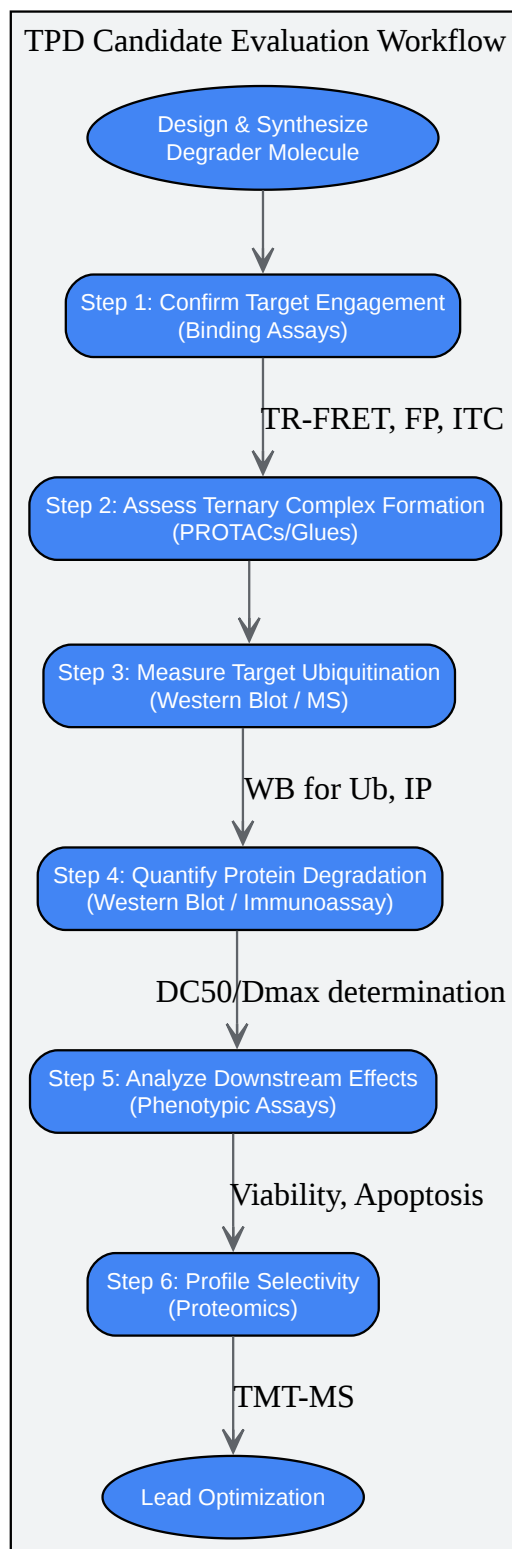 TPD Candidate Evaluation Workflow
Design & Synthesize
Degrader Molecule
Step 1: Confirm Target Engagement
(Binding Assays)
TR-FRET, FP, ITC
Step 2: Assess Ternary Complex Formation
(PROTACs/Glues)
Step 3: Measure Target Ubiquitination
(Western Blot / MS)
WB for Ub, IP
Step 4: Quantify Protein Degradation
(Western Blot / Immunoassay)
DC50/Dmax determination
Step 5: Analyze Downstream Effects
(Phenotypic Assays)
Viability, Apoptosis
Step 6: Profile Selectivity
(Proteomics)
TMT-MS
Lead Optimization